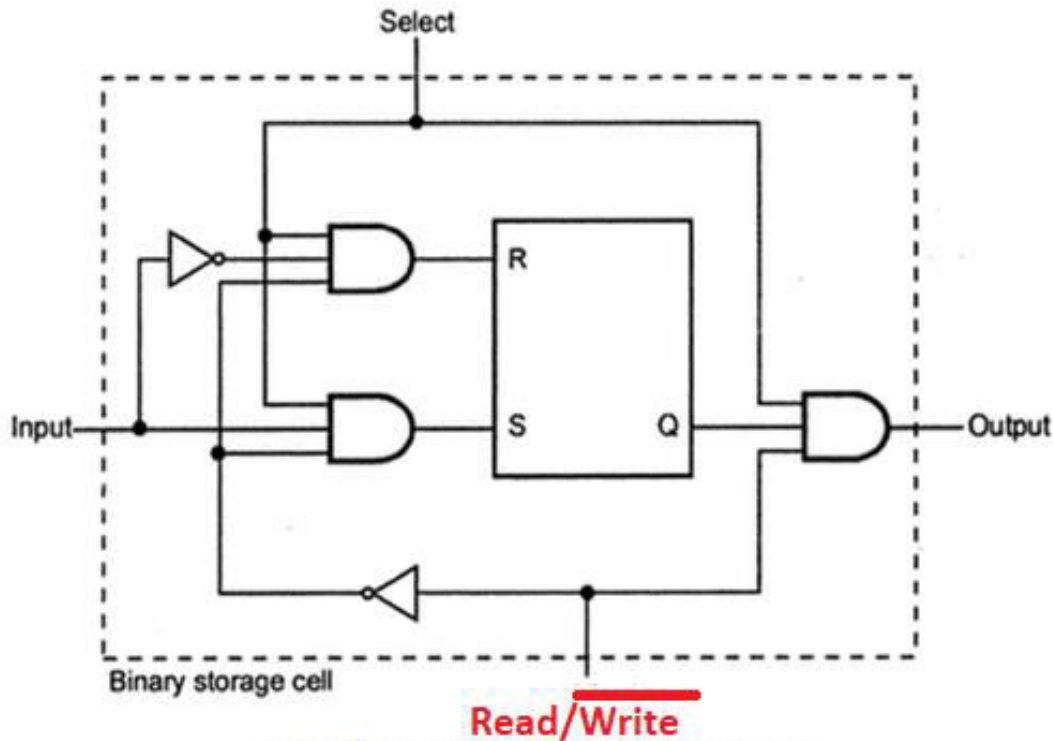 Select
R
Input
S
Q
Output
Binary storage cell
Read/Write